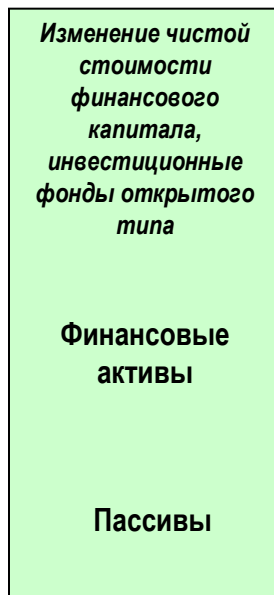 Изменение чистой
стоимости
финансового
капитала,
инвестиционные
фонды открытого
типа
Финансовые
активы
Пассивы